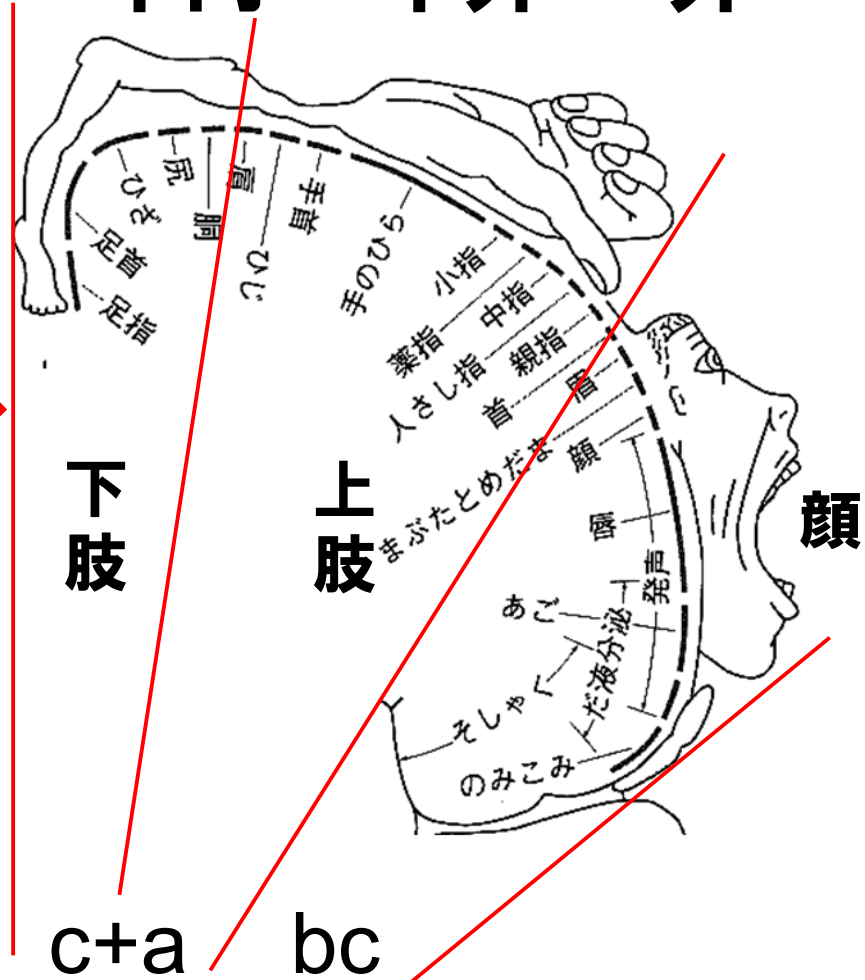 ひざ
尻
胴
肩
ひじ
手首
手のひら
小指
薬指
中指
人さし指
親指
首
眉
まぶたとめだま
顔
唇
発声
あご
だ液分泌
そしゃく
のみこみ
足首
足指
下肢
上肢
顔
c+a
bc